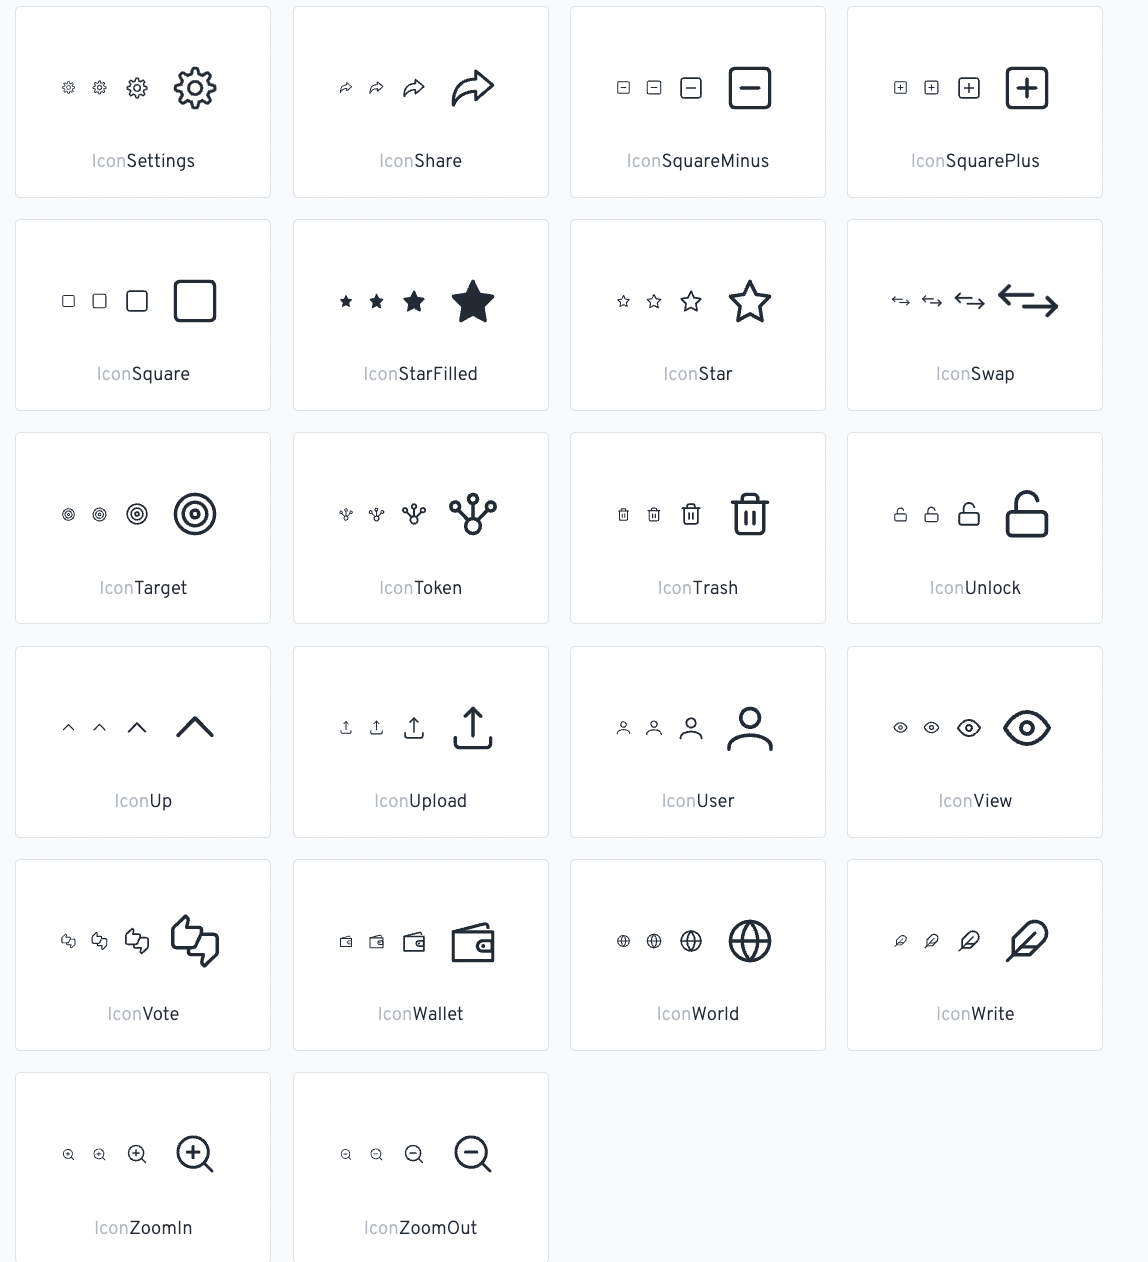 IconSettings
IconShare
IconSquareMinus
IconSquarePlus
IconSquare
IconStarFilled
IconStar
IconSwap
IconTarget
IconToken
IconTrash
IconUnlock
IconUp
IconUpload
IconUser
IconView
IconVote
IconWallet
IconWorld
IconWrite
IconZoomIn
IconZoomOut